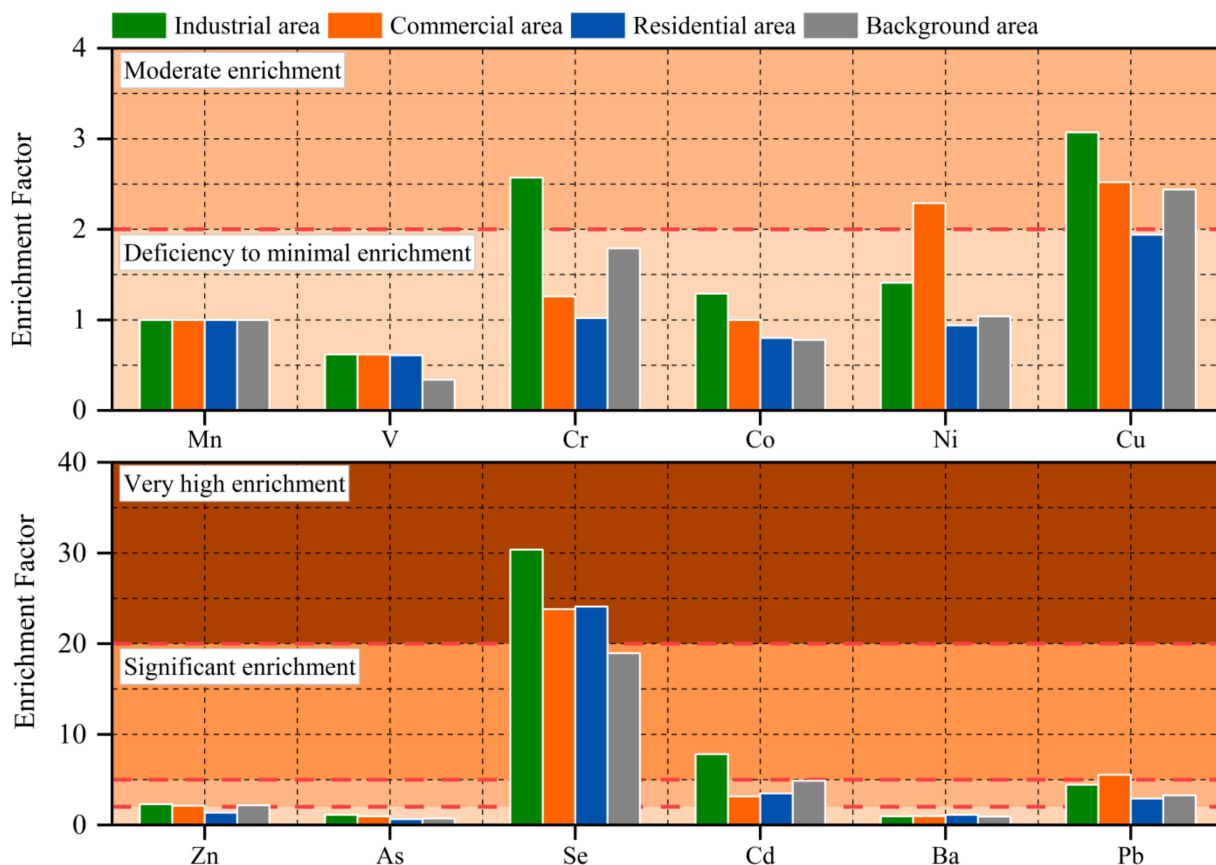 Industrial area Commercial area Residential area Background area
Enrichment Factor
4
Moderate enrichment
3
2
Deficiency to minimal enrichment
1
0
Mn V Cr Co Ni Cu
Enrichment Factor
40
Very high enrichment
30
20
Significant enrichment
10
0
Zn As Se Cd Ba Pb